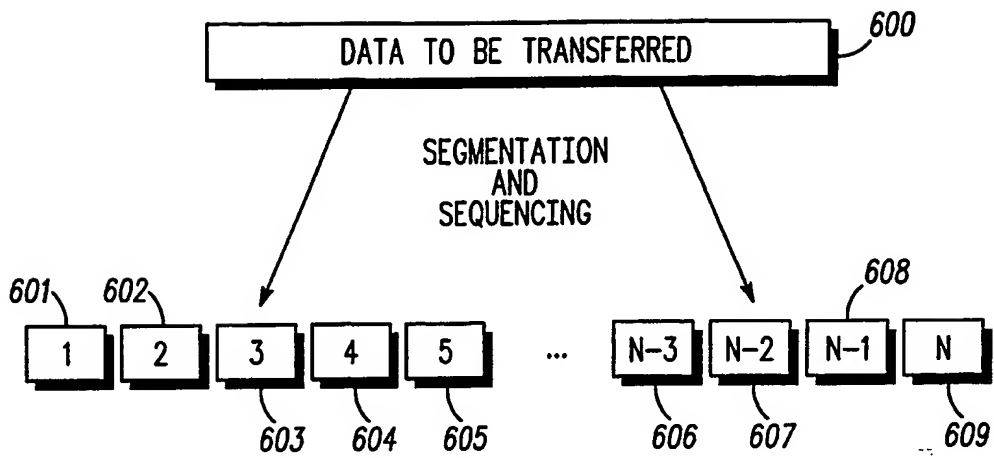 600
DATA TO BE TRANSFERRED
SEGMENTATION
AND
SEQUENCING
601 602 608
1 2 3 4 5 ... N-3 N-2 N-1 N
603 604 605 606 607 609